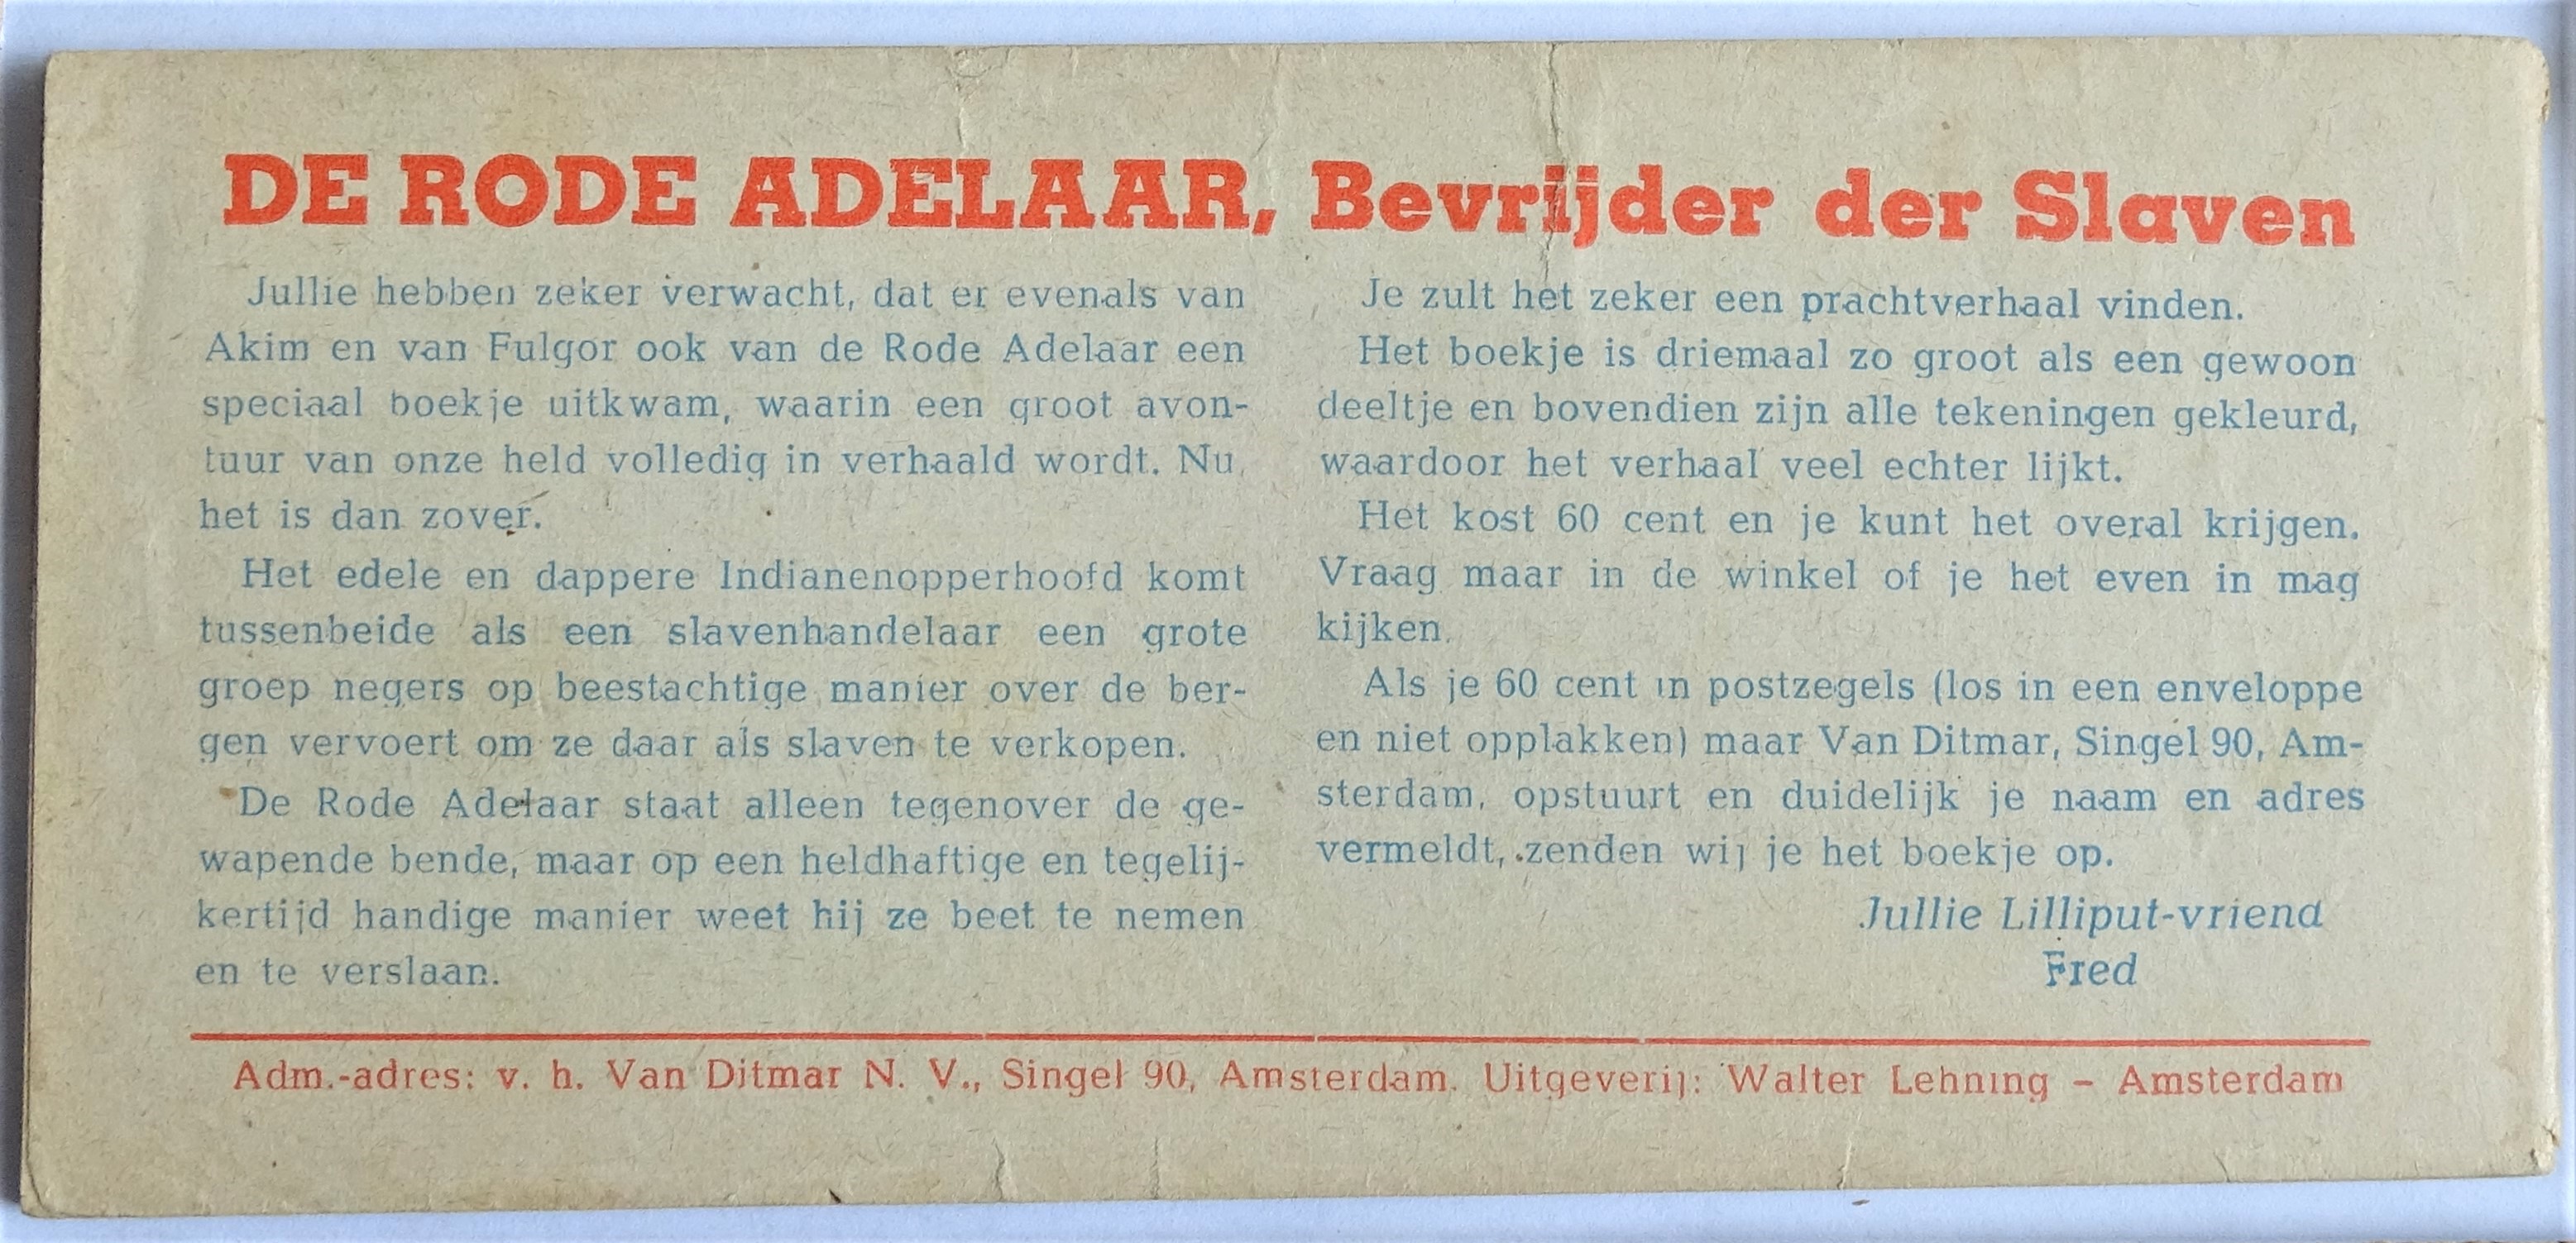 DE RODE ADELAAR, Bevrijder der Slaven
Jullie hebben zeker verwacht, dat er evenals van
Akim en van Fulgor ook van de Rode Adelaar een
speciaal boekje uitkwam, waarin een groot avon-
tuur van onze held volledig in verhaald wordt. Nu,
het is dan zover.
Het edele en dappere Indianenopperhoofd komt
tussenbeide als een slavenhandelaar een grote
groep negers op beestachtige manier over de ber-
gen vervoert om ze daar als slaven te verkopen.
De Rode Adelaar staat alleen tegenover de ge-
wapende bende, maar op een heldhaftige en tegelij-
kertijd handige manier weet hij ze beet te nemen
en te verslaan.
Je zult het zeker een prachtverhaal vinden.
Het boekje is driemaal zo groot als een gewoon
deeltje en bovendien zijn alle tekeningen gekleurd,
waardoor het verhaal veel echter lijkt.
Het kost 60 cent en je kunt het overal krijgen.
Vraag maar in de winkel of je het even in mag
kijken.
Als je 60 cent in postzegels (los in een enveloppe
en niet opplakken) maar Van Ditmar, Singel 90, Am-
sterdam, opstuurt en duidelijk je naam en adres
vermeldt, zenden wij je het boekje op.
Jullie Lilliput-vriend
Fred
Adm.-adres: v. h. Van Ditmar N. V., Singel 90, Amsterdam. Uitgeverij: Walter Lehning – Amsterdam